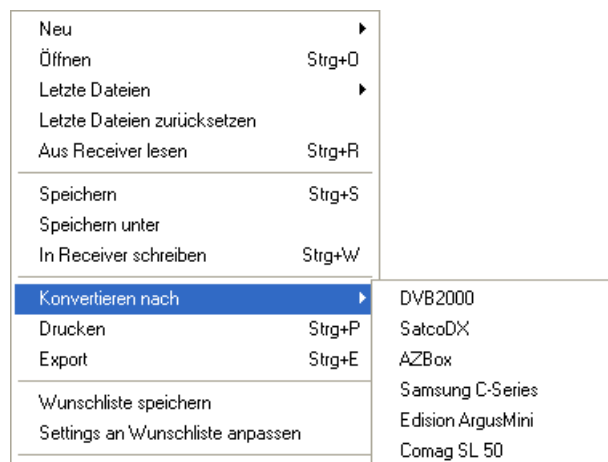 Neu
Öffnen Strg+O
Letzte Dateien
Letzte Dateien zurücksetzen
Aus Receiver lesen Strg+R
Speichern Strg+S
Speichern unter
In Receiver schreiben Strg+W
Konvertieren nach
Drucken Strg+P
Export Strg+E
Wunschliste speichern
Settings an Wunschliste anpassen
DVB2000
SatcoDX
AZBox
Samsung C-Series
Edision ArgusMini
Comag SL 50